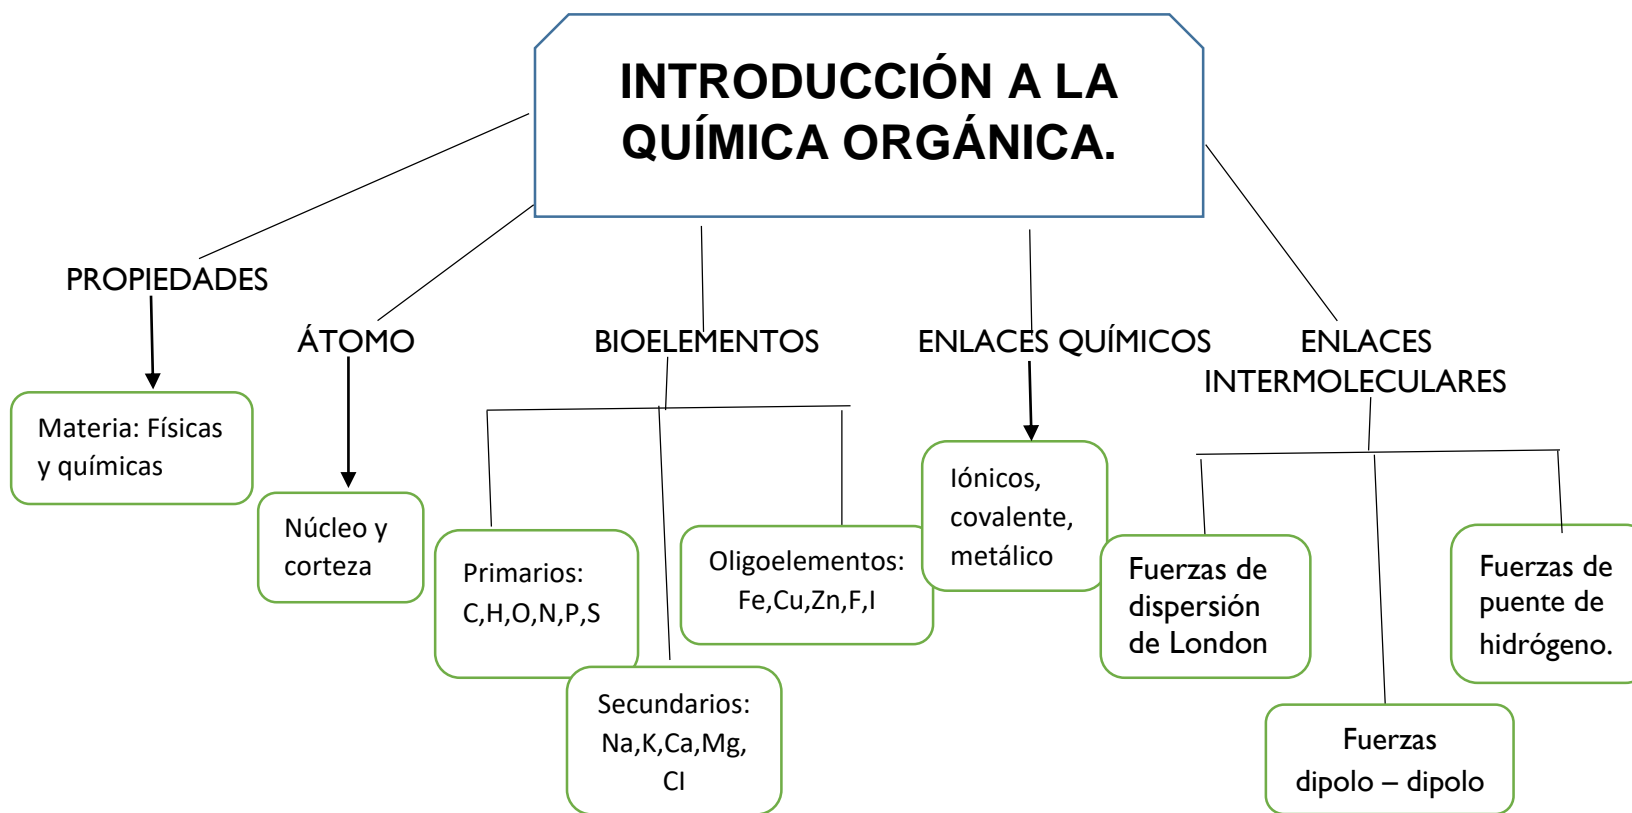 INTRODUCCIÓN A LA
QUÍMICA ORGÁNICA.
PROPIEDADES
Materia: Físicas
y químicas
ÁTOMO
Núcleo y
corteza
BIOELEMENTOS
Primarios:
C,H,O,N,P,S
Secundarios:
Na,K,Ca,Mg,
CI
Oligoelementos:
Fe,Cu,Zn,F,I
ENLACES QUÍMICOS
Iónicos,
covalente,
metálico
ENLACES
INTERMOLECULARES
Fuerzas de
dispersión
de London
Fuerzas
dipolo – dipolo
Fuerzas de
puente de
hidrógeno.